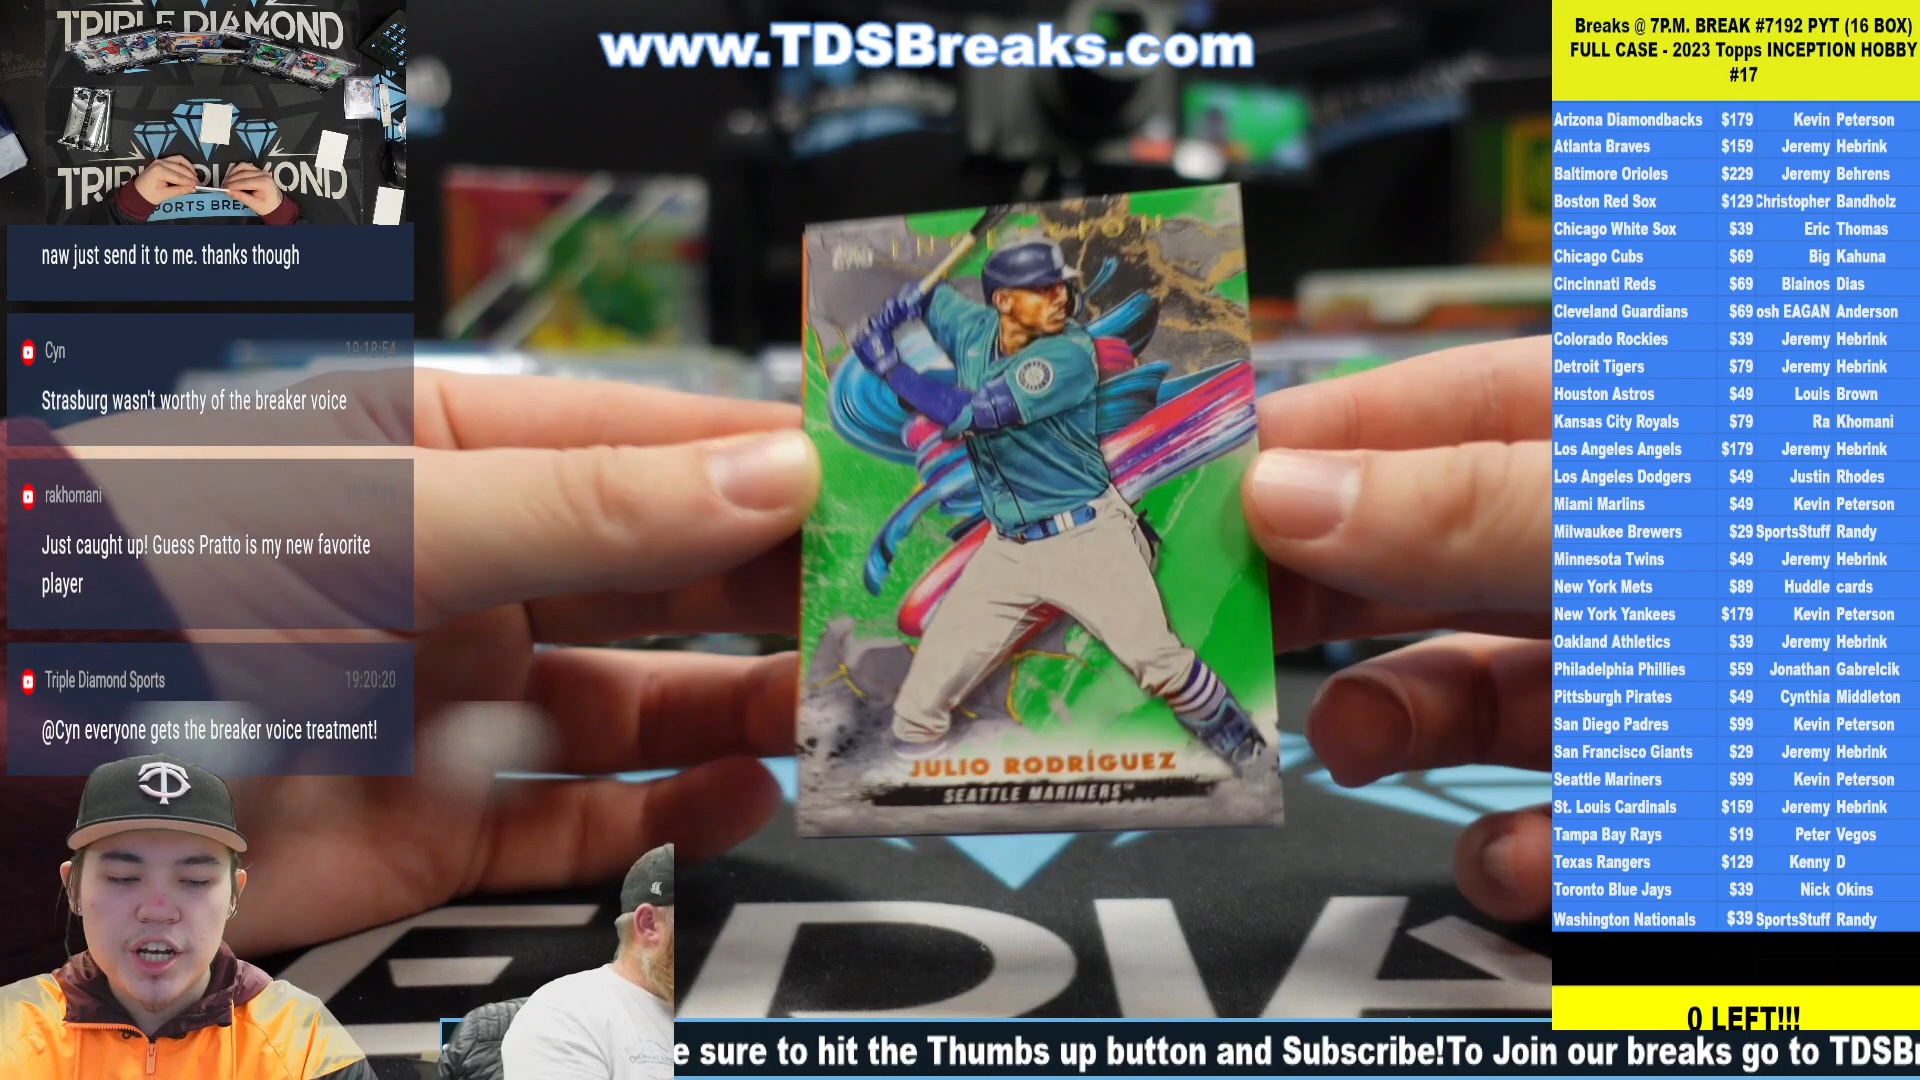 TRIPLE DIAMOND
TRIPLE DIAMOND
SPORTS BREAKS
naw just send it to me. thanks though
Cyn 19:18:54
Strasburg wasn't worthy of the breaker voice
rakhomani
Just caught up! Guess Pratto is my new favorite
player
Triple Diamond Sports 19:20:20
@Cyn everyone gets the breaker voice treatment!
www.TDSBreaks.com
INCEPTION
JULIO RODRÍGUEZ
SEATTLE MARINERS™
Breaks @ 7P.M. BREAK #7192 PYT (16 BOX)
FULL CASE - 2023 Topps INCEPTION HOBBY
#17
Arizona Diamondbacks $179 Kevin Peterson
Atlanta Braves $159 Jeremy Hebrink
Baltimore Orioles $229 Jeremy Behrens
Boston Red Sox $129 Christopher Bandholz
Chicago White Sox $39 Eric Thomas
Chicago Cubs $69 Big Kahuna
Cincinnati Reds $69 Blainos Dias
Cleveland Guardians $69 osh EAGAN Anderson
Colorado Rockies $39 Jeremy Hebrink
Detroit Tigers $79 Jeremy Hebrink
Houston Astros $49 Louis Brown
Kansas City Royals $79 Ra Khomani
Los Angeles Angels $179 Jeremy Hebrink
Los Angeles Dodgers $49 Justin Rhodes
Miami Marlins $49 Kevin Peterson
Milwaukee Brewers $29 SportsStuff Randy
Minnesota Twins $49 Jeremy Hebrink
New York Mets $89 Huddle cards
New York Yankees $179 Kevin Peterson
Oakland Athletics $39 Jeremy Hebrink
Philadelphia Phillies $59 Jonathan Gabrelcik
Pittsburgh Pirates $49 Cynthia Middleton
San Diego Padres $99 Kevin Peterson
San Francisco Giants $29 Jeremy Hebrink
Seattle Mariners $99 Kevin Peterson
St. Louis Cardinals $159 Jeremy Hebrink
Tampa Bay Rays $19 Peter Vegos
Texas Rangers $129 Kenny D
Toronto Blue Jays $39 Nick Okins
Washington Nationals $39 SportsStuff Randy
0 LEFT!!!
e sure to hit the Thumbs up button and Subscribe!To Join our breaks go to TDSB